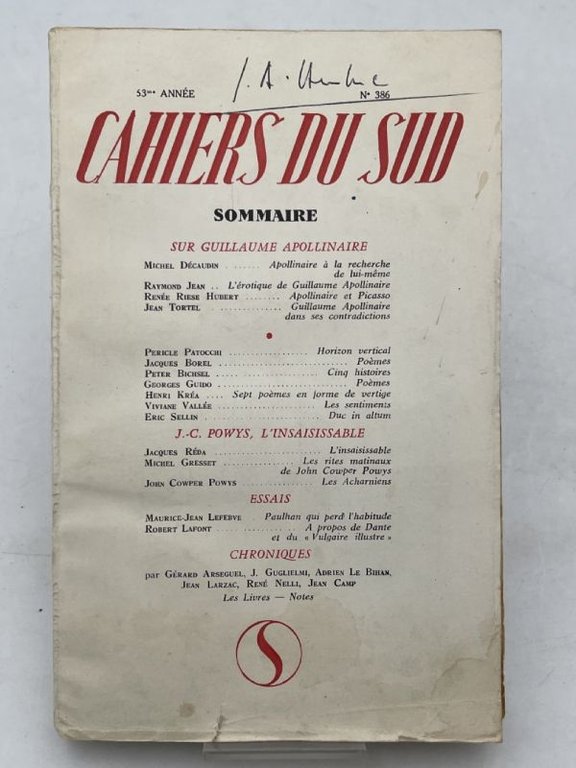 53me ANNÉE
N° 386
CAHIERS DU SUD
SOMMAIRE
SUR GUILLAUME APOLLINAIRE
MICHEL DÉCAUDIN ....... Apollinaire à la recherche
de lui-même
RAYMOND JEAN .. L'érotique de Guillaume Apollinaire
RENÉE RIESE HUBERT ........ Apollinaire et Picasso
JEAN TORTEL .............. Guillaume Apollinaire
dans ses contradictions
PERICLE PATOCCHI ................. Horizon vertical
JACQUES BOREL ............................ Poèmes
PETER BICHSEL ...................... Cinq histoires
GEORGES GUIDO ............................ Poèmes
HENRI KRÉA .... Sept poèmes en forme de vertige
VIVIANE VALLÉE .................... Les sentiments
ERIC SELLIN ......................... Duc in altum
J.-C. POWYS, L'INSAISISSABLE
JACQUES RÉDA ....................... L'insaisissable
MICHEL GRESSET ............... Les rites matinaux
de John Cowper Powys
JOHN COWPER POWYS ............... Les Acharniens
ESSAIS
MAURICE-JEAN LEFEBVE . Paulhan qui perd l'habitude
ROBERT LAFONT ................. A propos de Dante
et du « Vulgaire illustre »
CHRONIQUES
par GÉRARD ARSEGUEL, J. GUGLIELMI, ADRIEN LE BIHAN,
JEAN LARZAC, RENÉ NELLI, JEAN CAMP
Les Livres — Notes
S